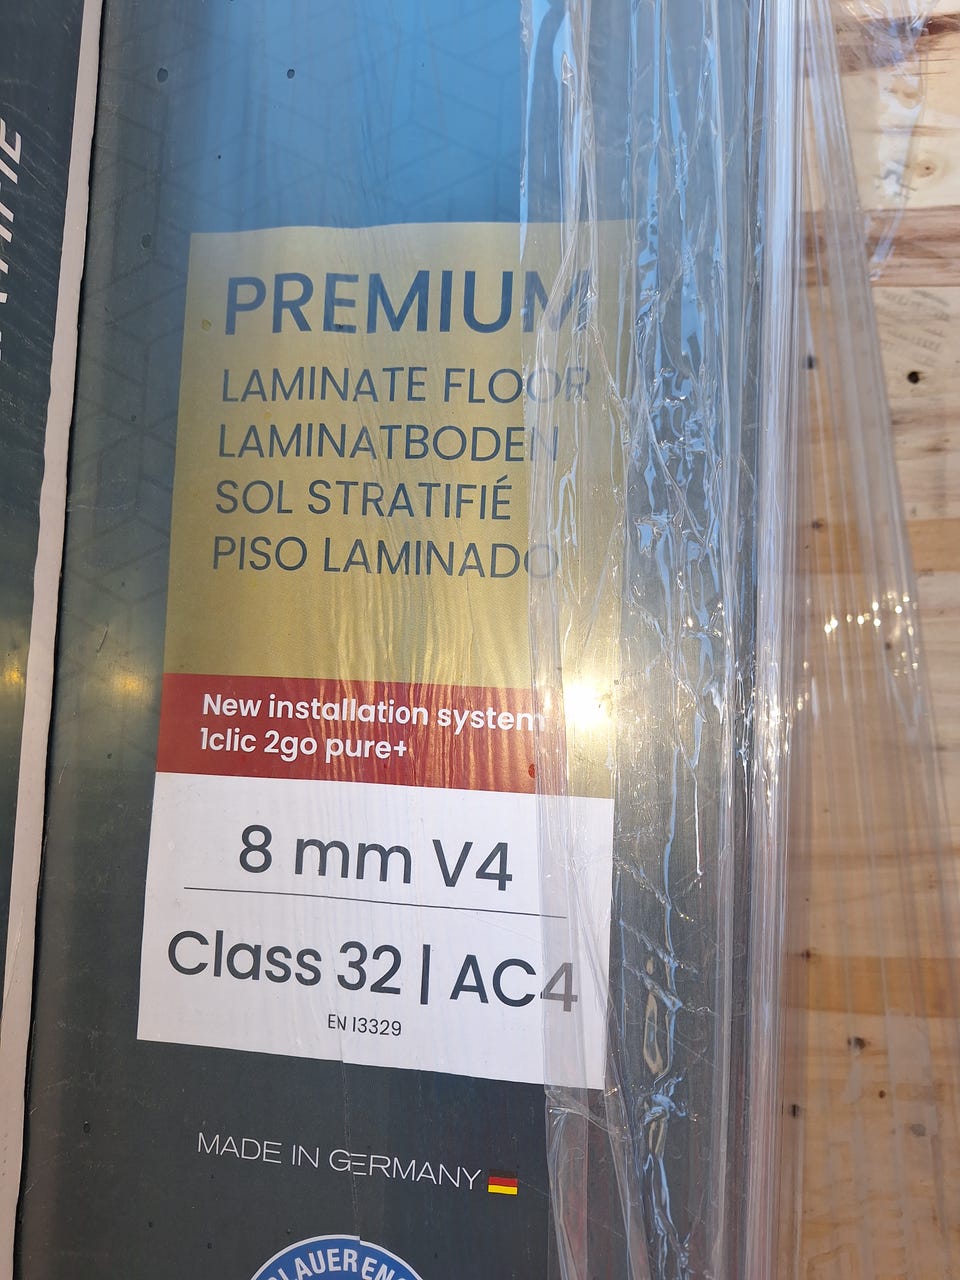 PREMIUM
LAMINATE FLOOR
LAMINATBODEN
SOL STRATIFIÉ
PISO LAMINADO
New installation system
1clic 2go pure+
8 mm V4
Class 32 | AC4
EN 13329
MADE IN GERMANY